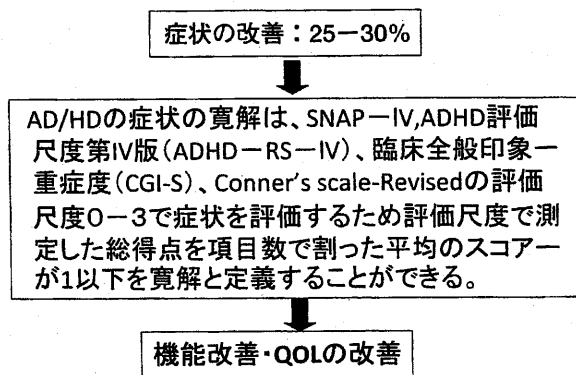 症状の改善：25－30％
AD/HDの症状の寛解は、SNAP－Ⅳ,ADHD評価
尺度第Ⅳ版（ADHD－RS－Ⅳ）、臨床全般印象－
重症度（CGI-S）、Conner's scale-Revisedの評価
尺度0－3で症状を評価するため評価尺度で測
定した総得点を項目数で割った平均のスコアー
が1以下を寛解と定義することができる。
機能改善・QOLの改善